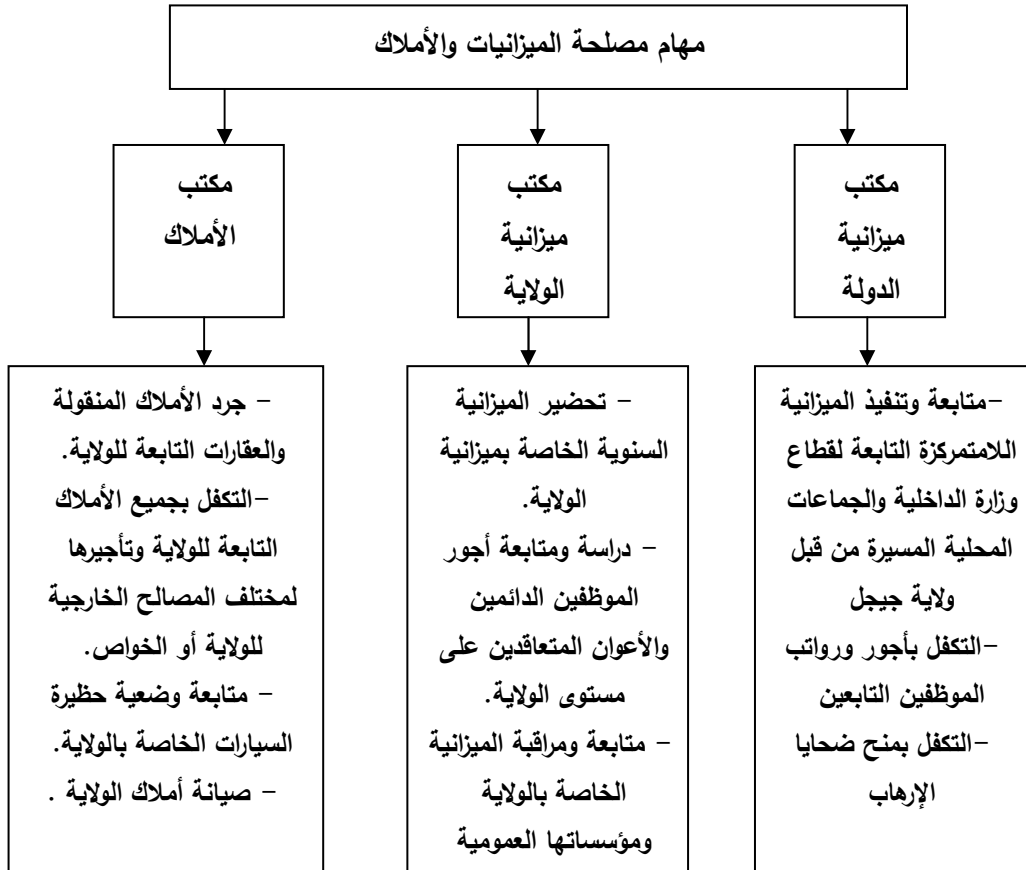 مهام مصلحة الميزانيات والأملاك
مكتب
ميزانية
الدولة
مكتب
ميزانية
الولاية
مكتب
الأملاك
-متابعة وتنفيذ الميزانية
اللامتمركزة التابعة لقطاع
وزارة الداخلية والجماعات
المحلية المسيرة من قبل
ولاية جيجل
-التكفل بأجور ورواتب
الموظفين التابعين
-التكفل بمنح ضحايا
الإرهاب
- تحضير الميزانية
السنوية الخاصة بميزانية
الولاية.
- دراسة ومتابعة أجور
الموظفين الدائمين
والأعوان المتعاقدين على
مستوى الولاية.
- متابعة ومراقبة الميزانية
الخاصة بالولاية
ومؤسساتها العمومية
- جرد الأملاك المنقولة
والعقارات التابعة للولاية.
-التكفل بجميع الأملاك
التابعة للولاية وتأجيرها
لمختلف المصالح الخارجية
للولاية أو الخواص.
- متابعة وضعية حظيرة
السيارات الخاصة بالولاية.
- صيانة أملاك الولاية .